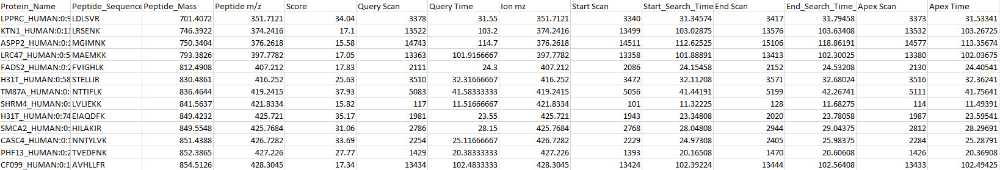 Protein_Name Peptide_Sequence Peptide_Mass Peptide m/z Score Query Scan Query Time Ion mz Start Scan Start_Search_Time End Scan End_Search_Time_ Apex Scan Apex Time
LPPRC_HUMAN:0:9 LDLSVR 701.4072 351.7121 34.04 3378 31.55 351.7121 3340 31.34574 3417 31.79458 3373 31.53341
KTN1_HUMAN:0:11 LRSENK 746.3922 374.2416 17.1 13522 103.2 374.2416 13499 103.02875 13576 103.63408 13532 103.26725
ASPP2_HUMAN:0:1 MGIMNK 750.3404 376.2618 15.58 14743 114.7 376.2618 14511 112.62525 15106 118.86191 14577 113.35674
LRC47_HUMAN:0:5 MAEMKK 793.3826 397.7782 17.05 13363 101.9166667 397.7782 13358 101.88891 13413 102.30025 13380 102.03675
FADS2_HUMAN:0:2 FVIGHLK 812.4908 407.212 17.83 2111 24.3 407.212 2086 24.15458 2152 24.53208 2130 24.40541
H31T_HUMAN:0:58 STELLIR 830.4861 416.252 25.63 3510 32.31666667 416.252 3472 32.11208 3571 32.68024 3516 32.36241
TM87A_HUMAN:0: NTTIFLK 836.4644 419.2415 37.93 5083 41.58333333 419.2415 5056 41.44191 5199 42.26741 5111 41.75641
SHRM4_HUMAN:0: LVLIEKK 841.5637 421.8334 15.82 117 11.51666667 421.8334 101 11.32225 128 11.68275 114 11.49391
H31T_HUMAN:0:74 EIAQDFK 849.4232 425.721 35.17 1981 23.55 425.721 1943 23.34808 2020 23.78058 1987 23.59541
SMCA2_HUMAN:0: HILAKIR 849.5548 425.7684 31.06 2786 28.15 425.7684 2768 28.04808 2944 29.04375 2812 28.29691
CASC4_HUMAN:0:1 NNTYLVK 851.4388 426.7282 33.69 2254 25.11666667 426.7282 2229 24.97308 2405 25.98375 2284 25.28791
PHF13_HUMAN:0:2 TVEDFNK 852.3865 427.226 27.77 1429 20.38333333 427.226 1393 20.16508 1470 20.60608 1426 20.36908
CF099_HUMAN:0:1 AVHLLFR 854.5126 428.3045 17.34 13434 102.4833333 428.3045 13424 102.39224 13444 102.56408 13433 102.49425